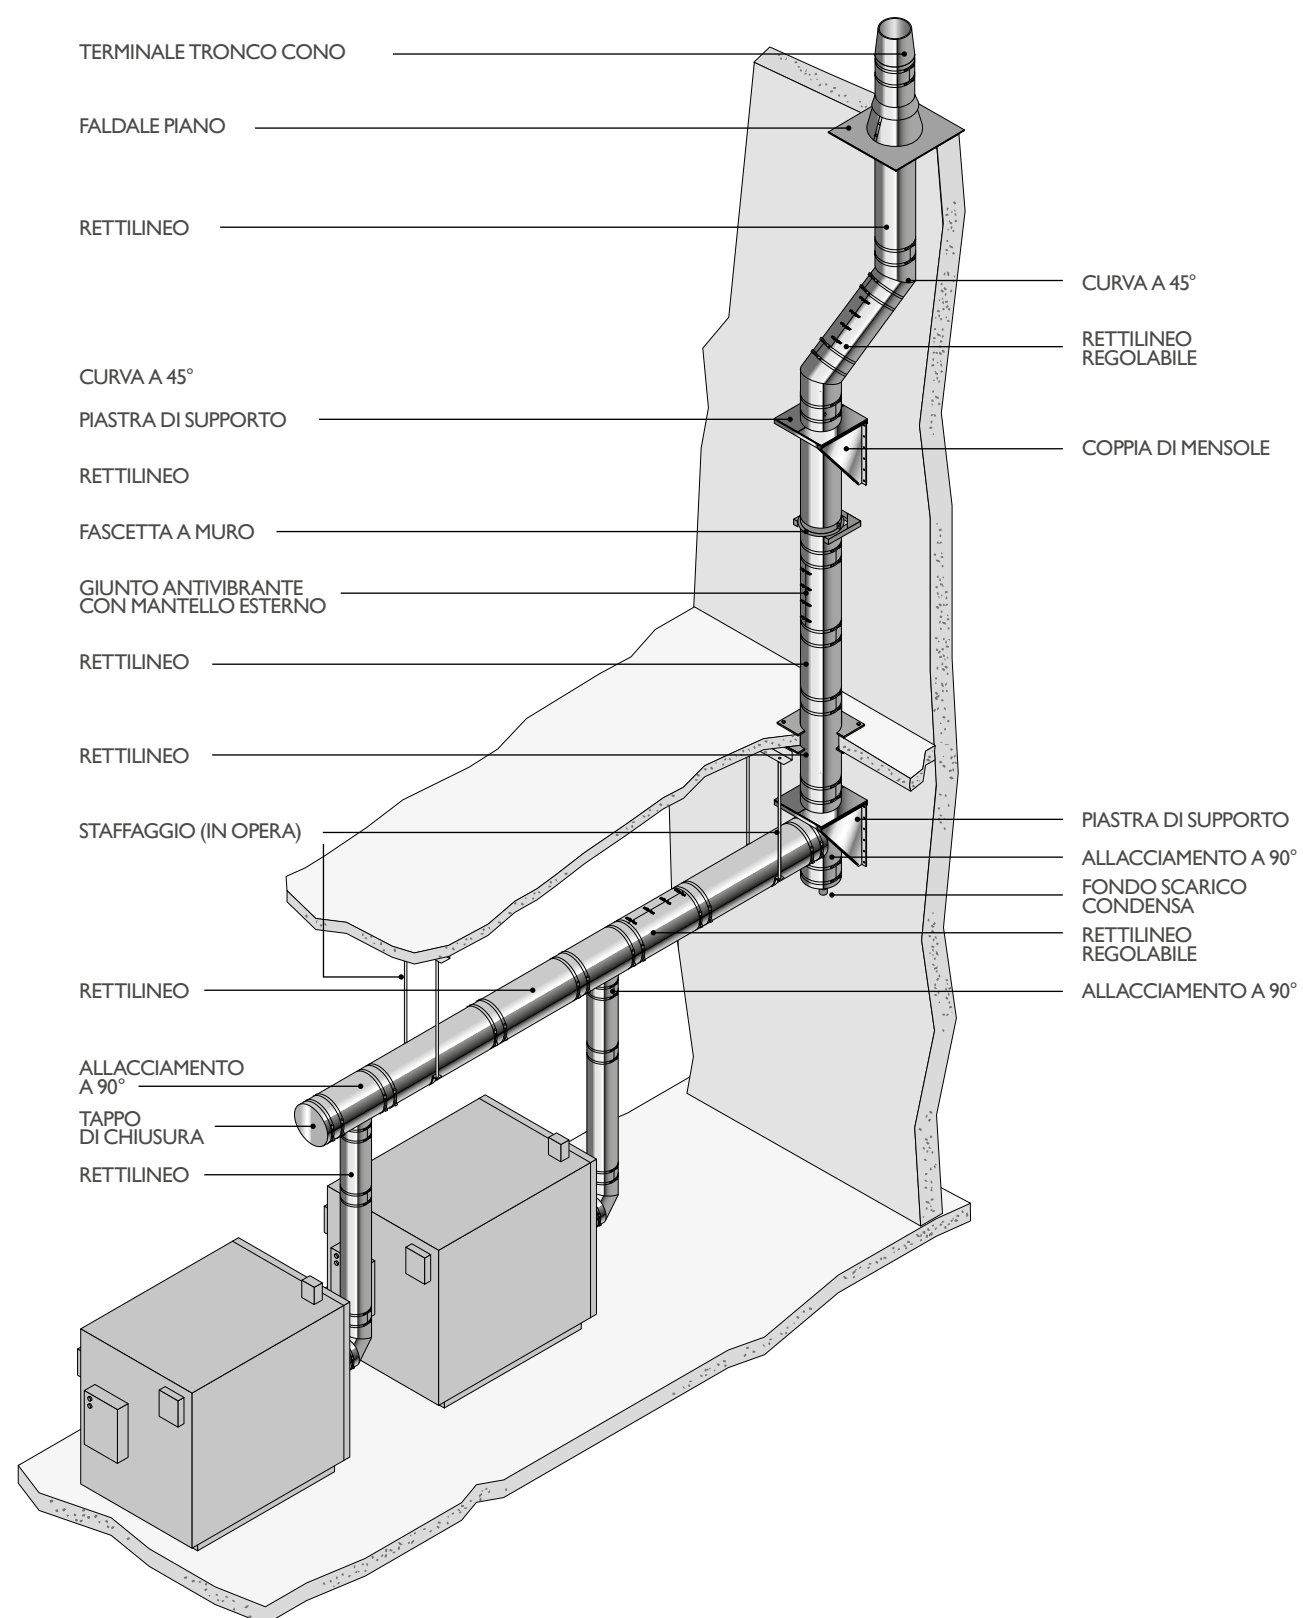 TERMINALE TRONCO CONO
FALDALE PIANO
RETTILINEO
CURVA A 45°
PIASTRA DI SUPPORTO
RETTILINEO
FASCETTA A MURO
GIUNTO ANTIVIBRANTE
CON MANTELLO ESTERNO
RETTILINEO
RETTILINEO
STAFFAGGIO (IN OPERA)
RETTILINEO
ALLACCIAMENTO
A 90°
TAPPO
DI CHIUSURA
RETTILINEO
CURVA A 45°
RETTILINEO
REGOLABILE
COPPIA DI MENSOLE
PIASTRA DI SUPPORTO
ALLACCIAMENTO A 90°
FONDO SCARICO
CONDENSA
RETTILINEO
REGOLABILE
ALLACCIAMENTO A 90°